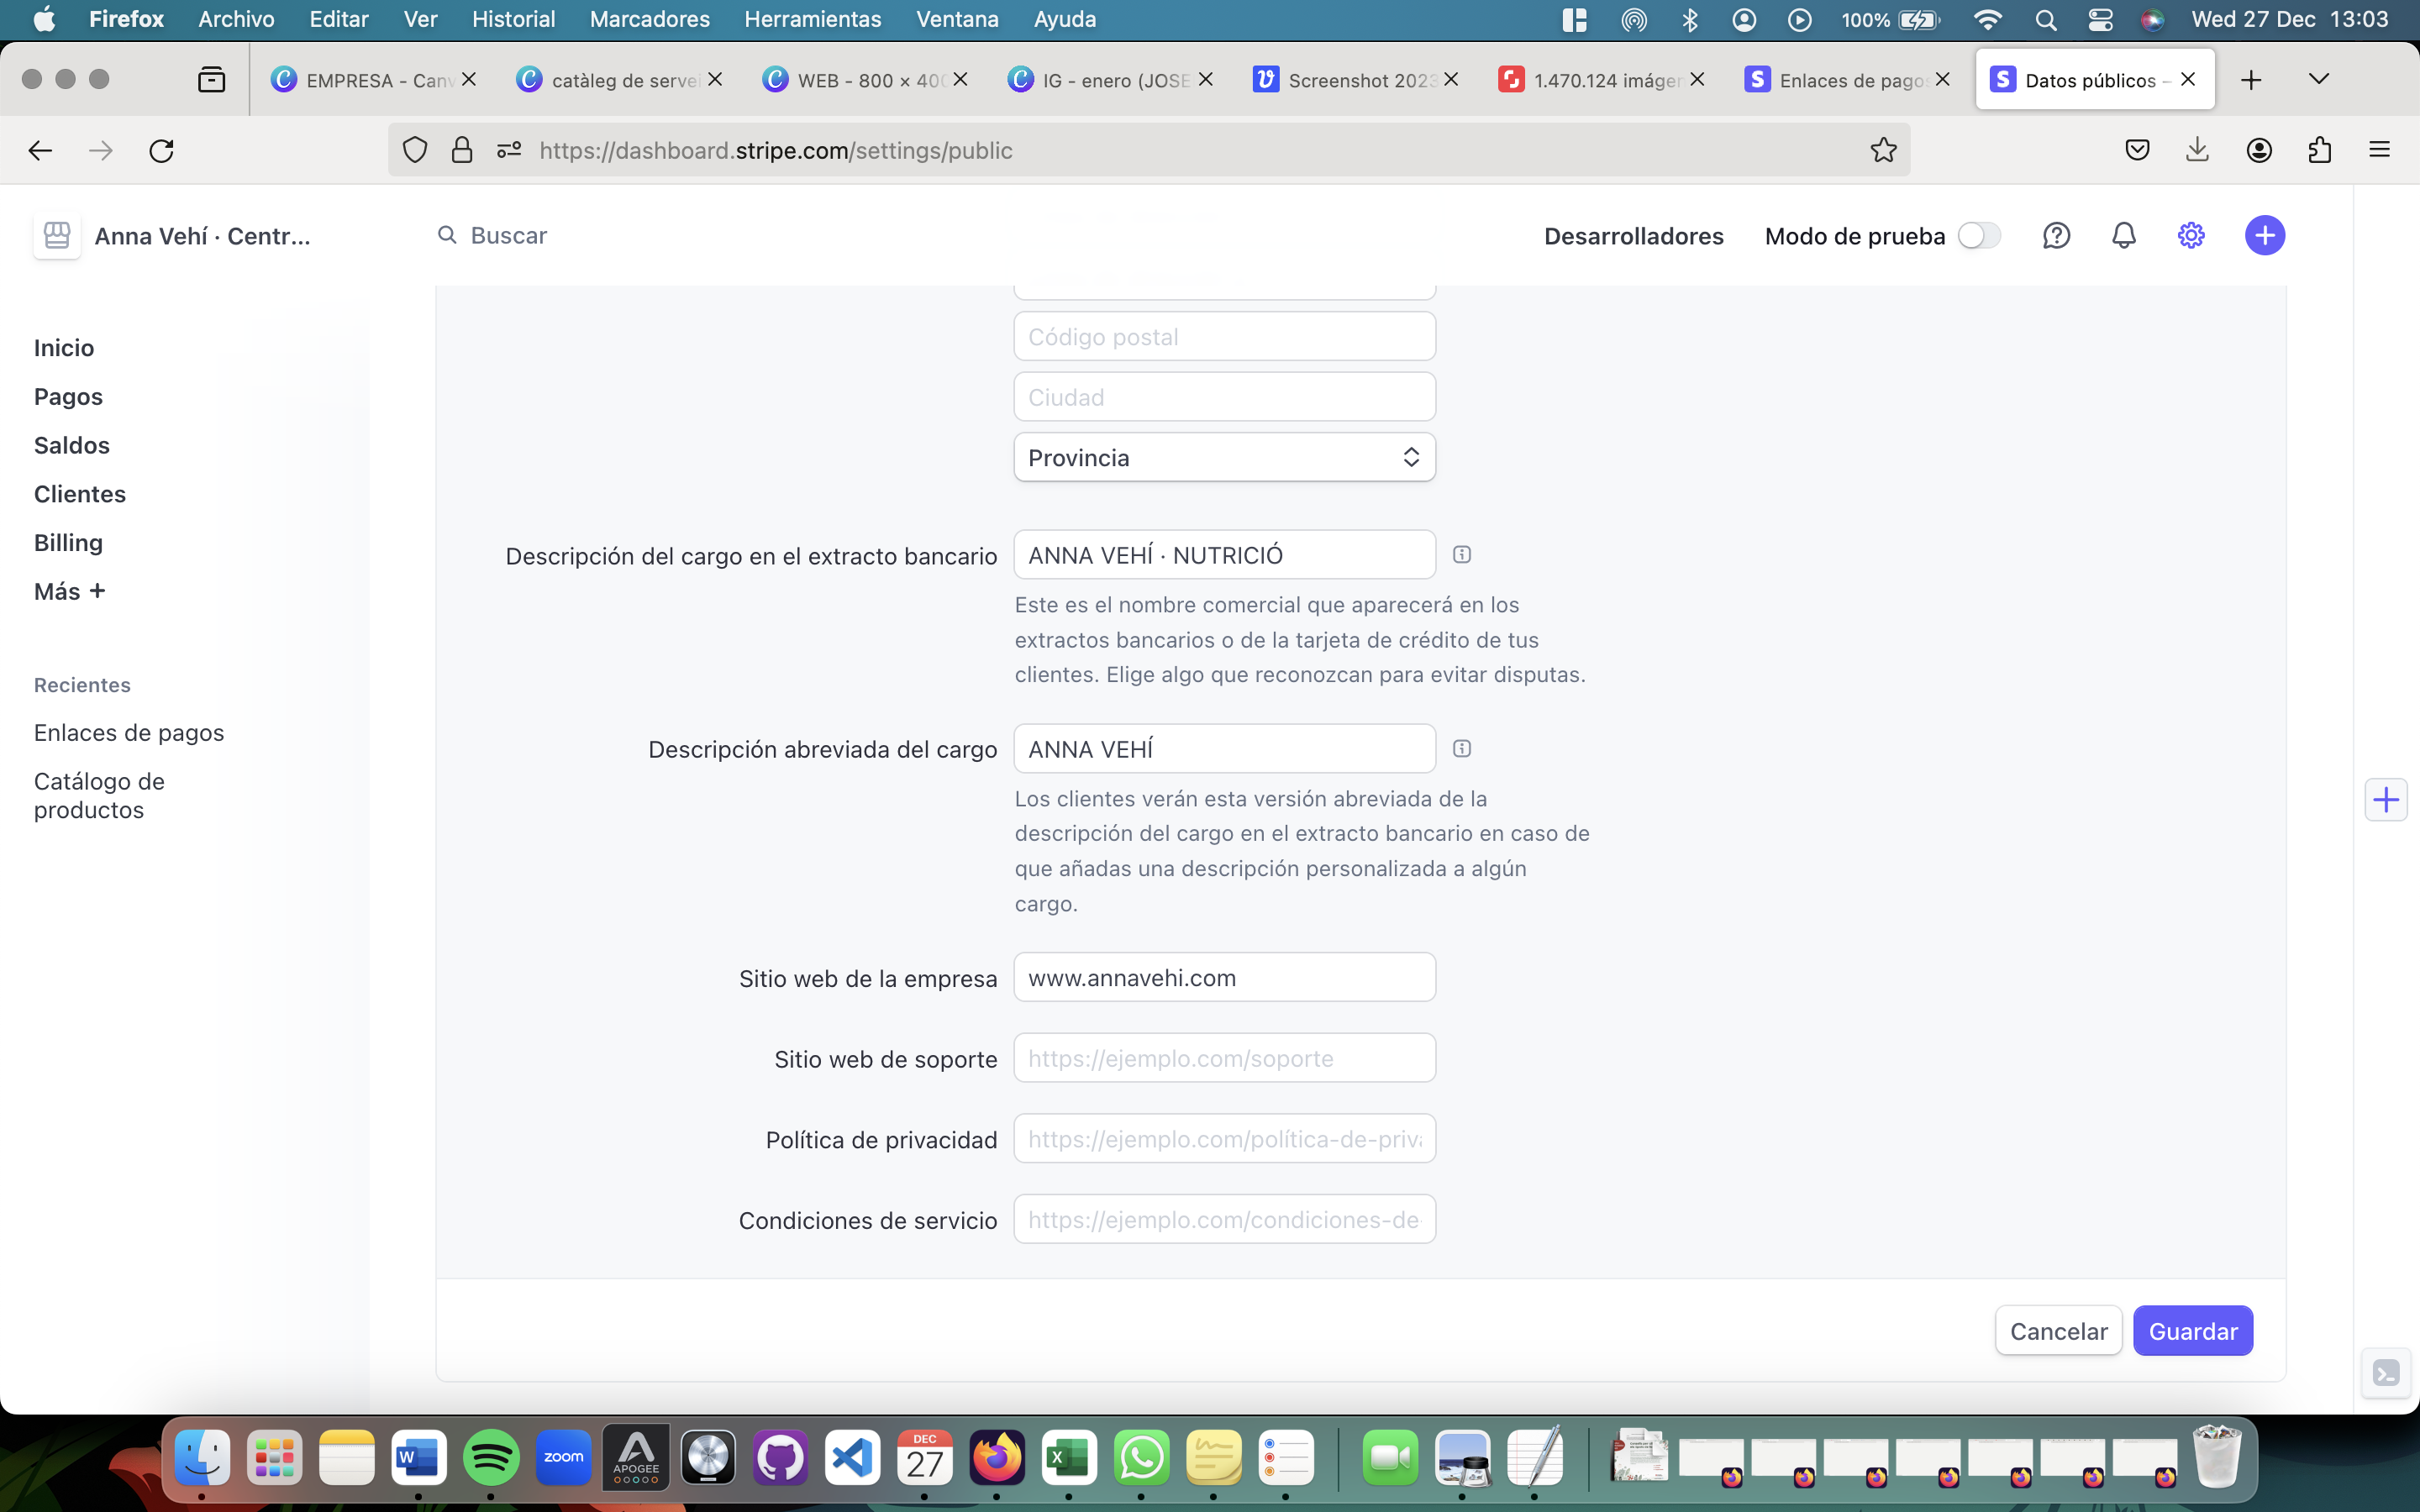 Firefox Archivo Editar Ver Historial Marcadores Herramientas Ventana Ayuda 100% Wed 27 Dec 13:03
EMPRESA - Canv catàleg de serve WEB - 800 × 400 IG - enero (JOSE Screenshot 2023 1.470.124 imáger Enlaces de pagos Datos públicos –
https://dashboard.stripe.com/settings/public
Anna Vehí · Centr... Buscar Desarrolladores Modo de prueba
Inicio
Pagos
Saldos
Clientes
Billing
Más +
Recientes
Enlaces de pagos
Catálogo de
productos
Código postal
Ciudad
Provincia
Descripción del cargo en el extracto bancario ANNA VEHÍ · NUTRICIÓ
Este es el nombre comercial que aparecerá en los
extractos bancarios o de la tarjeta de crédito de tus
clientes. Elige algo que reconozcan para evitar disputas.
Descripción abreviada del cargo ANNA VEHÍ
Los clientes verán esta versión abreviada de la
descripción del cargo en el extracto bancario en caso de
que añadas una descripción personalizada a algún
cargo.
Sitio web de la empresa www.annavehi.com
Sitio web de soporte https://ejemplo.com/soporte
Política de privacidad https://ejemplo.com/política-de-priva
Condiciones de servicio https://ejemplo.com/condiciones-de-
Cancelar Guardar
W zoom APOGEE DEC 27 X